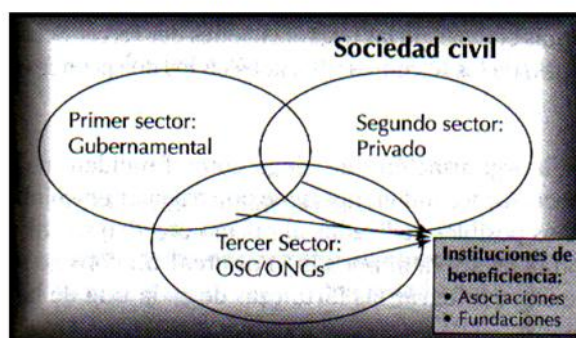 Sociedad civil
Primer sector:
Gubernamental
Segundo sector:
Privado
Tercer Sector:
OSC/ONGs
Instituciones de
beneficiencia:
• Asociaciones
• Fundaciones